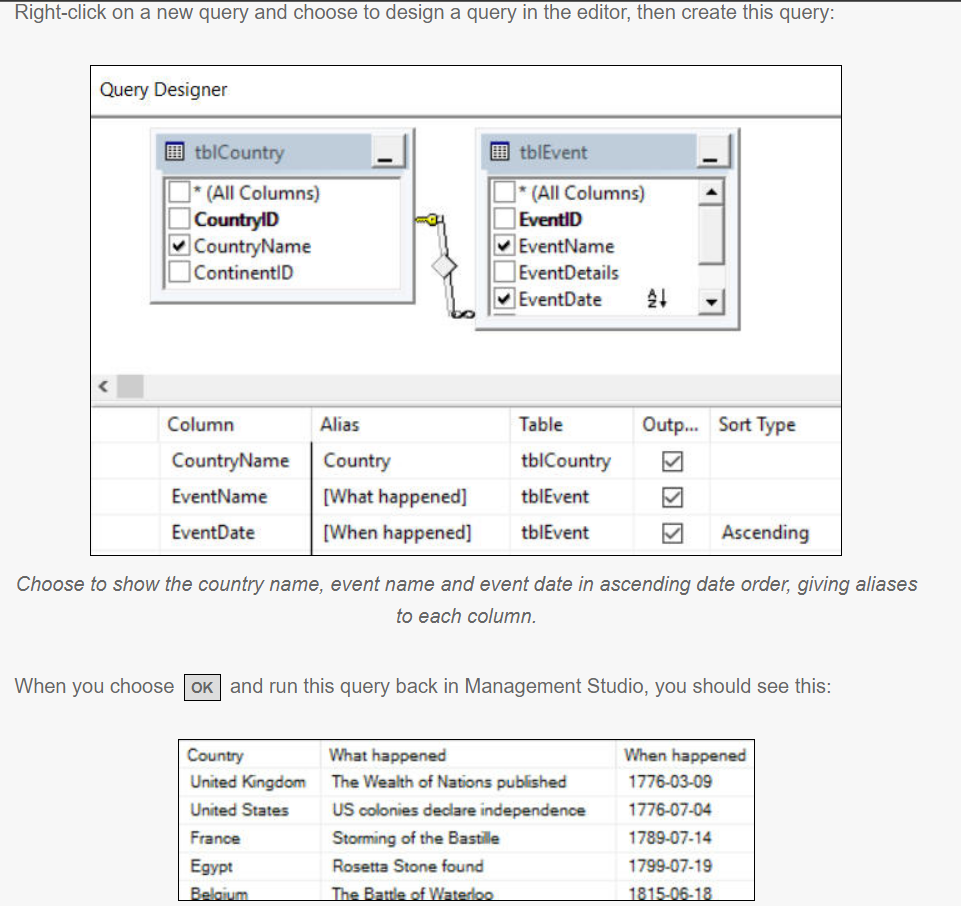 Right-click on a new query and choose to design a query in the editor, then create this query:
Query Designer
tblCountry
* (All Columns)
CountryID
CountryName
ContinentID
tblEvent
* (All Columns)
EventID
EventName
EventDetails
EventDate
Column Alias Table Outp... Sort Type
CountryName Country tblCountry
EventName [What happened] tblEvent
EventDate [When happened] tblEvent Ascending
Choose to show the country name, event name and event date in ascending date order, giving aliases
to each column.
When you choose OK and run this query back in Management Studio, you should see this:
Country What happened When happened
United Kingdom The Wealth of Nations published 1776-03-09
United States US colonies declare independence 1776-07-04
France Storming of the Bastille 1789-07-14
Egypt Rosetta Stone found 1799-07-19
Belgium The Battle of Waterloo 1815-06-18